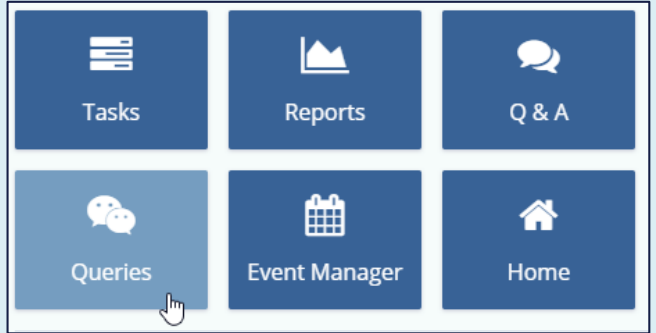 Tasks
Reports
Q & A
Queries
Event Manager
Home